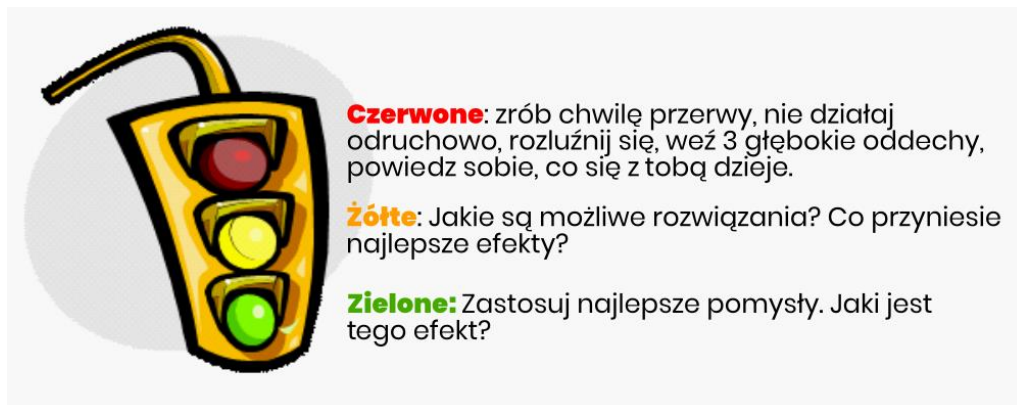 Czerwone: zrób chwilę przerwy, nie działaj
odruchowo, rozluźnij się, weź 3 głębokie oddechy,
powiedz sobie, co się z tobą dzieje.
Żółte: Jakie są możliwe rozwiązania? Co przyniesie
najlepsze efekty?
Zielone: Zastosuj najlepsze pomysły. Jaki jest
tego efekt?